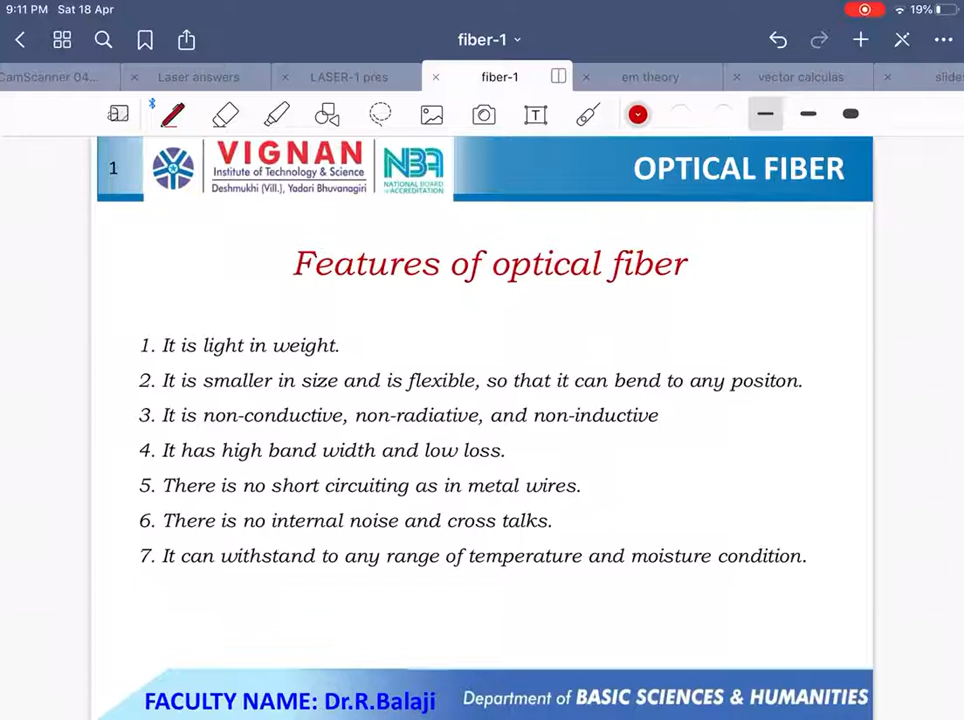 9:11 PM Sat 18 Apr
19%
fiber-1
CamScanner 04...
Laser answers
LASER-1 pres
fiber-1
em theory
vector calculas
slide
T
1
VIGNAN
Institute of Technology & Science
Deshmukhi (Vill.), Yadari Bhuvanagiri
NBA
NATIONAL BOARD
of ACCREDITATION
OPTICAL FIBER
Features of optical fiber
1. It is light in weight.
2. It is smaller in size and is flexible, so that it can bend to any positon.
3. It is non-conductive, non-radiative, and non-inductive
4. It has high band width and low loss.
5. There is no short circuiting as in metal wires.
6. There is no internal noise and cross talks.
7. It can withstand to any range of temperature and moisture condition.
FACULTY NAME: Dr.R.Balaji
Department of BASIC SCIENCES & HUMANITIES